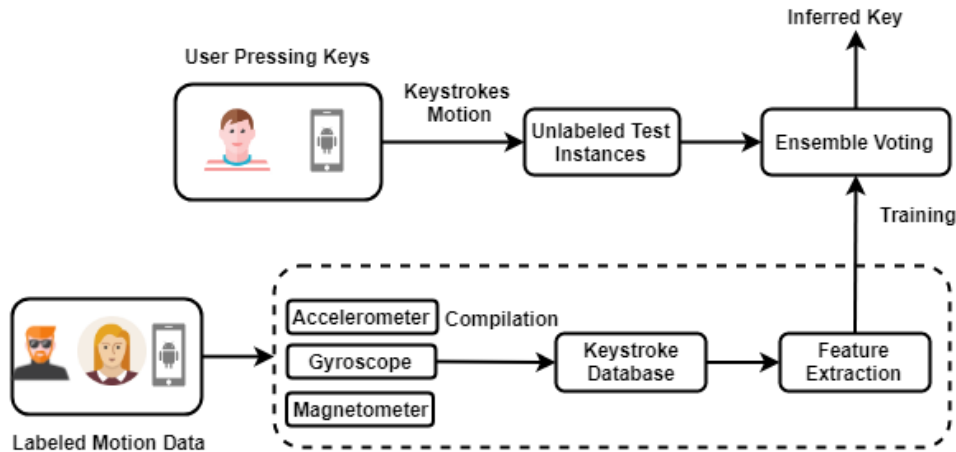 Inferred Key
User Pressing Keys
Keystrokes
Motion
Unlabeled Test
Instances
Ensemble Voting
Training
Accelerometer
Compilation
Gyroscope
Keystroke
Database
Feature
Extraction
Magnetometer
Labeled Motion Data